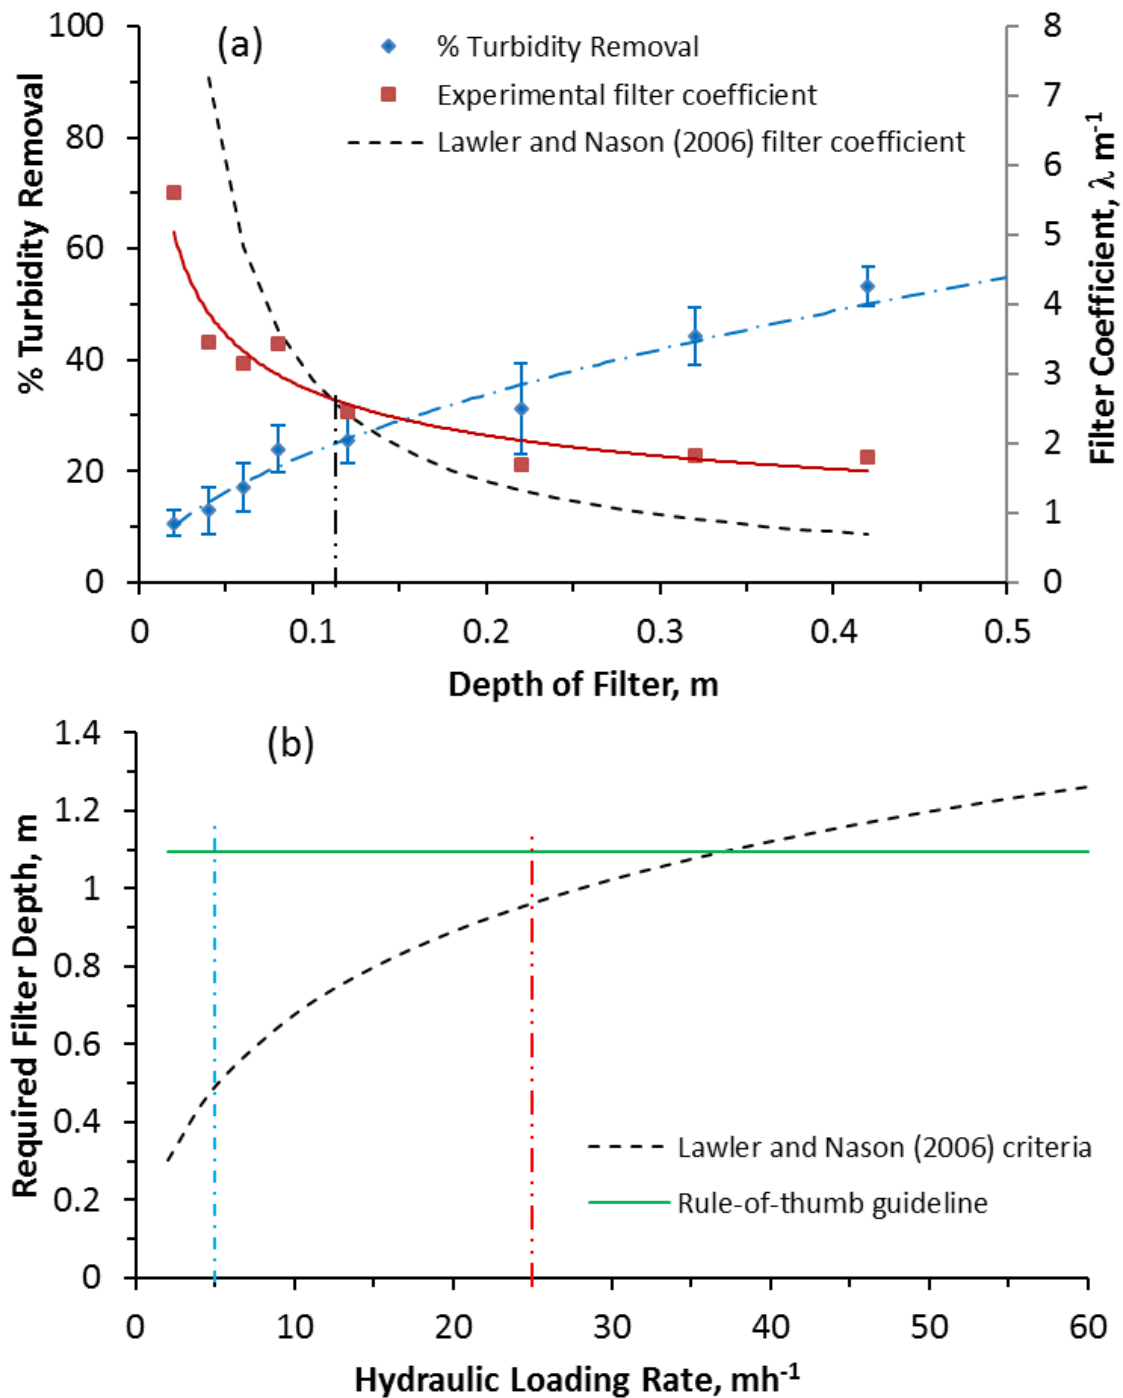 (a)
% Turbidity Removal
Experimental filter coefficient
Lawler and Nason (2006) filter coefficient
% Turbidity Removal
100
80
60
40
20
0
Filter Coefficient, λ m-1
8
7
6
5
4
3
2
1
0
0 0.1 0.2 0.3 0.4 0.5
Depth of Filter, m
(b)
Required Filter Depth, m
1.4
1.2
1
0.8
0.6
0.4
0.2
0
Lawler and Nason (2006) criteria
Rule-of-thumb guideline
0 10 20 30 40 50 60
Hydraulic Loading Rate, mh-1